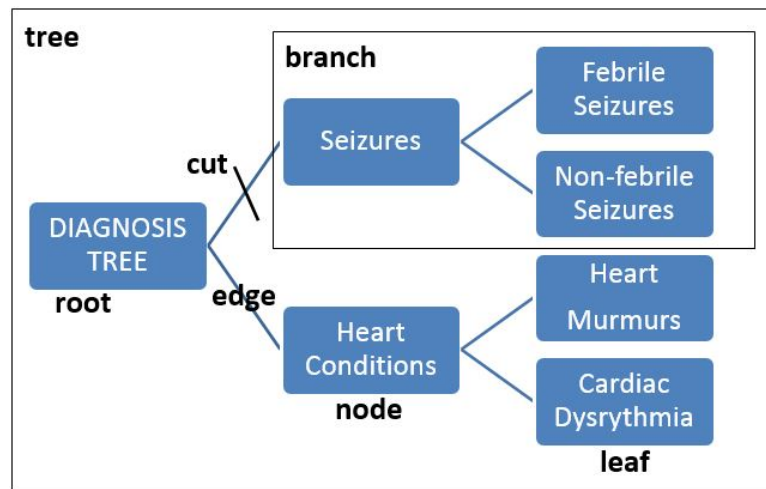 tree
branch
Febrile
Seizures
Seizures
cut
Non-febrile
Seizures
DIAGNOSIS
TREE
root
edge
Heart
Murmurs
Heart
Conditions
node
Cardiac
Dysrythmia
leaf